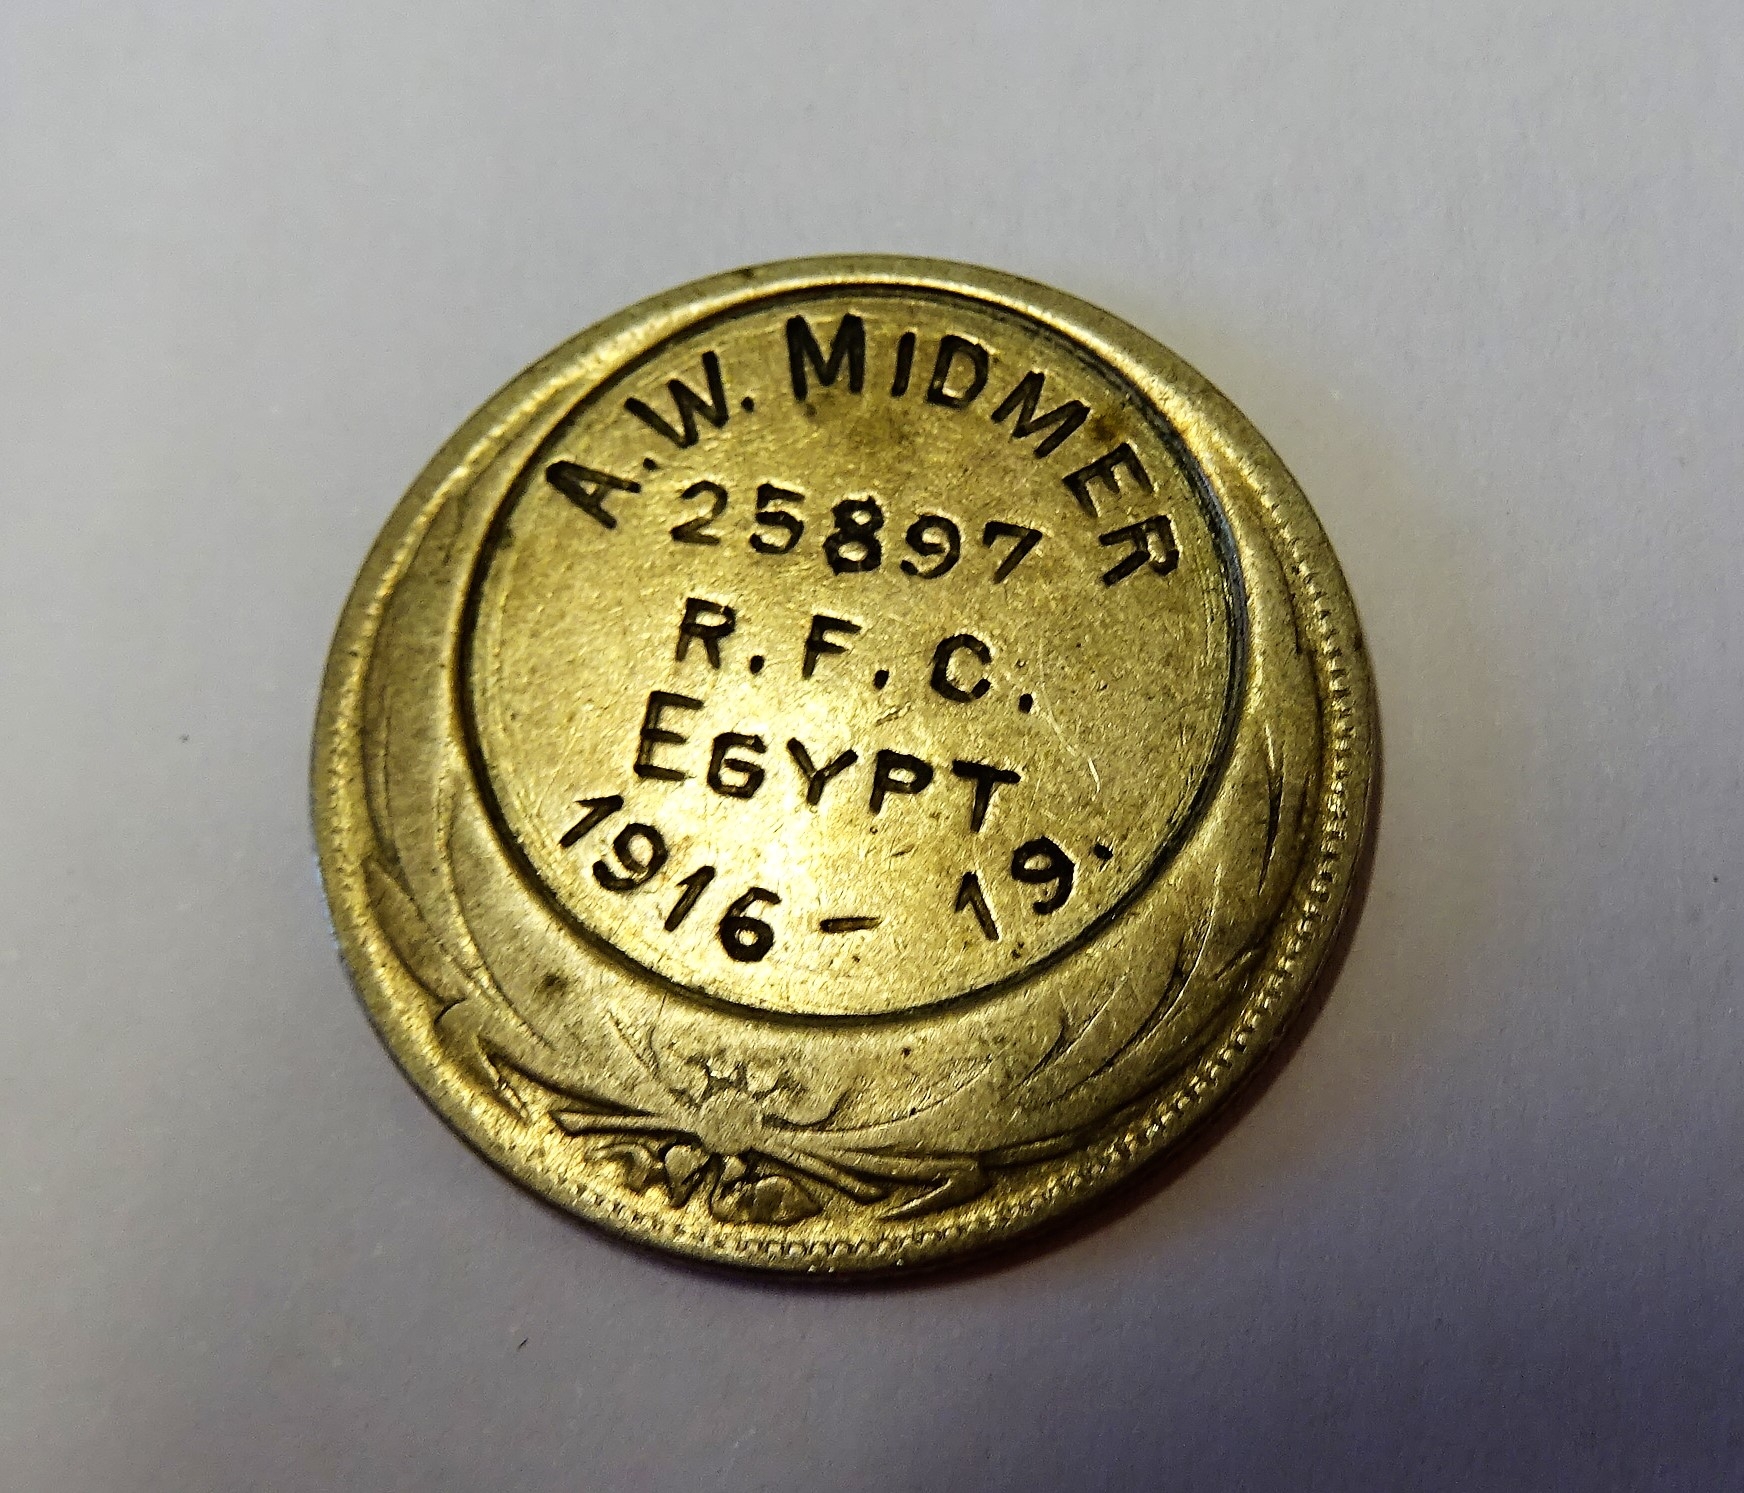 A.W. MIDMER
25897
R.F.C.
EGYPT
1916 - 19.